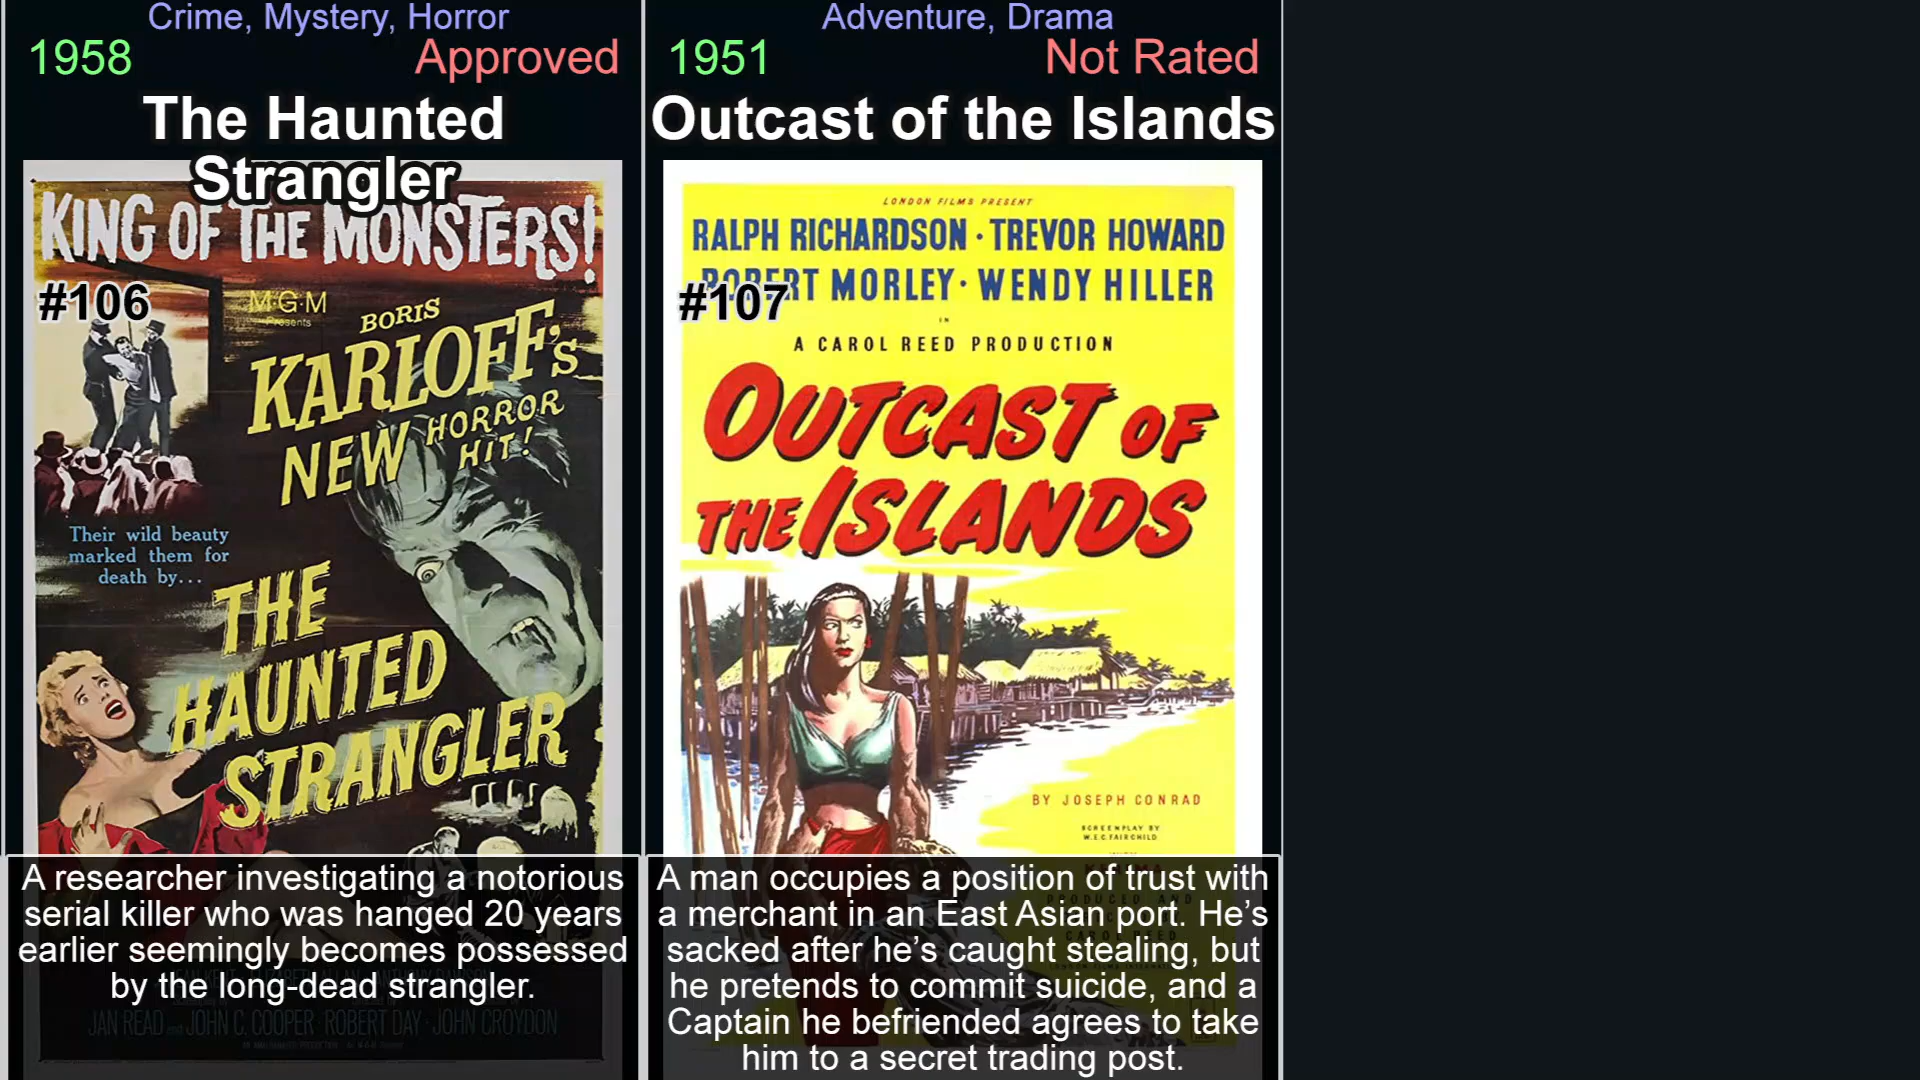 Crime, Mystery, Horror
1958
Approved
The Haunted
Strangler
KING OF THE MONSTERS!
#106
M-G-M
Presents
BORIS
KARLOFF'S
NEW HORROR
HIT!
Their wild beauty
marked them for
death by...
THE
HAUNTED
STRANGLER
A researcher investigating a notorious
serial killer who was hanged 20 years
earlier seemingly becomes possessed
by the long-dead strangler.
JAN READ and JOHN C. COOPER · ROBERT DAY · JOHN CROYDON
Adventure, Drama
1951
Not Rated
Outcast of the Islands
LONDON FILMS PRESENT
RALPH RICHARDSON · TREVOR HOWARD
ROBERT MORLEY · WENDY HILLER
#107
IN
A CAROL REED PRODUCTION
OUTCAST OF
THE ISLANDS
BY JOSEPH CONRAD
SCREENPLAY BY
W.E.C. FAIRCHILD
A man occupies a position of trust with
a merchant in an East Asian port. He’s
sacked after he’s caught stealing, but
he pretends to commit suicide, and a
Captain he befriended agrees to take
him to a secret trading post.